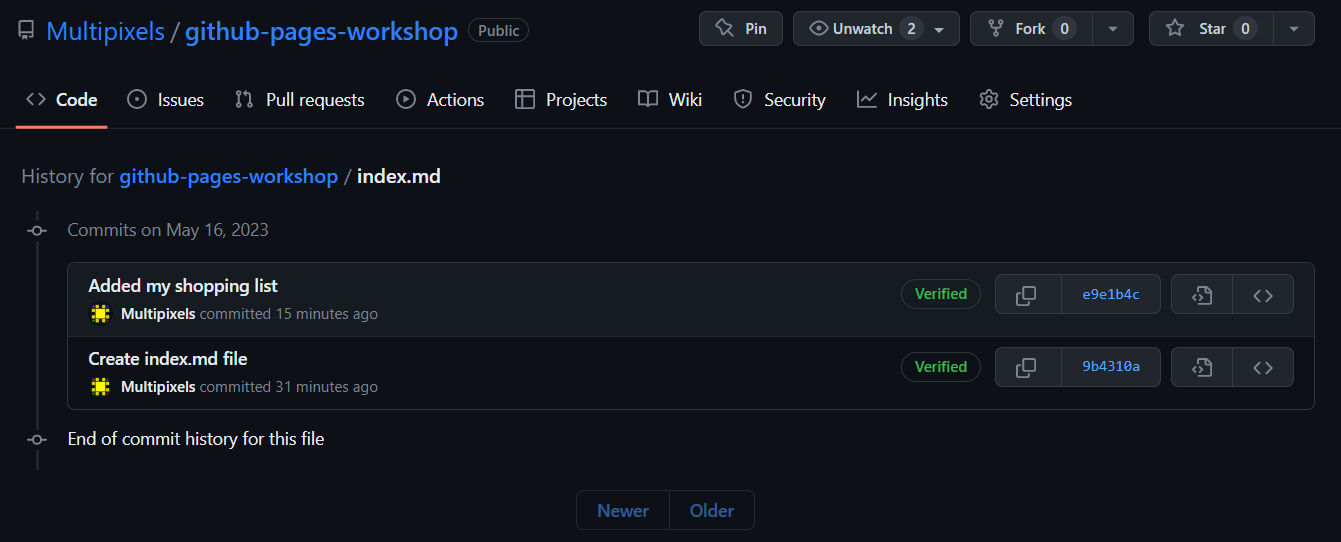 Multipixels / github-pages-workshop Public Pin Unwatch 2 Fork 0 Star 0
Code Issues Pull requests Actions Projects Wiki Security Insights Settings
History for github-pages-workshop / index.md
Commits on May 16, 2023
Added my shopping list
Multipixels committed 15 minutes ago
Verified e9e1b4c
Create index.md file
Multipixels committed 31 minutes ago
Verified 9b4310a
End of commit history for this file
Newer Older